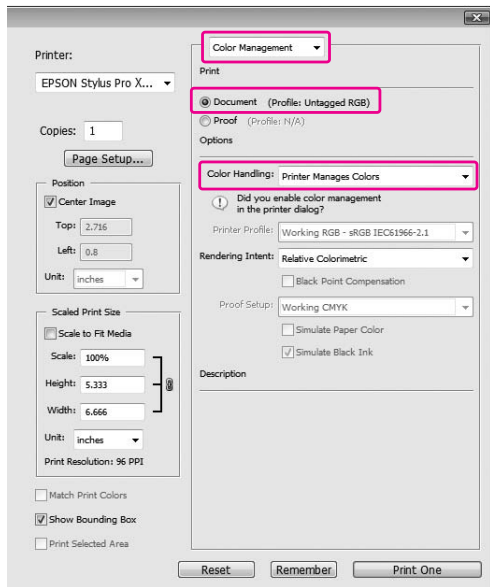 Printer:
EPSON Stylus Pro X...
Copies: 1
Page Setup...
Position
Center Image
Top: 2.716
Left: 0.8
Unit: inches
Scaled Print Size
Scale to Fit Media
Scale: 100%
Height: 5.333
Width: 6.666
Unit: inches
Print Resolution: 96 PPI
Match Print Colors
Show Bounding Box
Print Selected Area
Color Management
Print
Document (Profile: Untagged RGB)
Proof (Profile: N/A)
Options
Color Handling: Printer Manages Colors
Did you enable color management
in the printer dialog?
Printer Profile: Working RGB - sRGB IEC61966-2.1
Rendering Intent: Relative Colorimetric
Black Point Compensation
Proof Setup: Working CMYK
Simulate Paper Color
Simulate Black Ink
Description
Reset Remember Print One